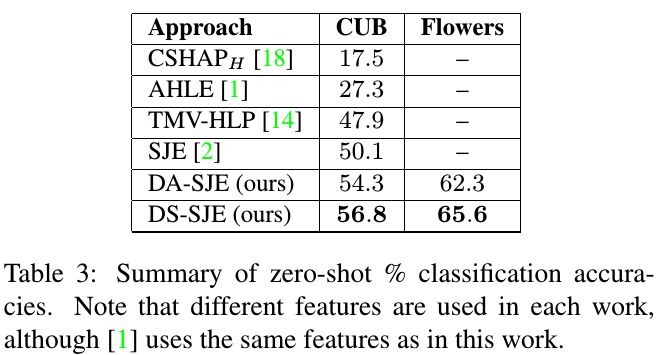 Approach CUB Flowers
CSHAP_H [18] 17.5 –
AHLE [1] 27.3 –
TMV-HLP [14] 47.9 –
SJE [2] 50.1 –
DA-SJE (ours) 54.3 62.3
DS-SJE (ours) 56.8 65.6
Table 3: Summary of zero-shot % classification accura-
cies. Note that different features are used in each work,
although [1] uses the same features as in this work.